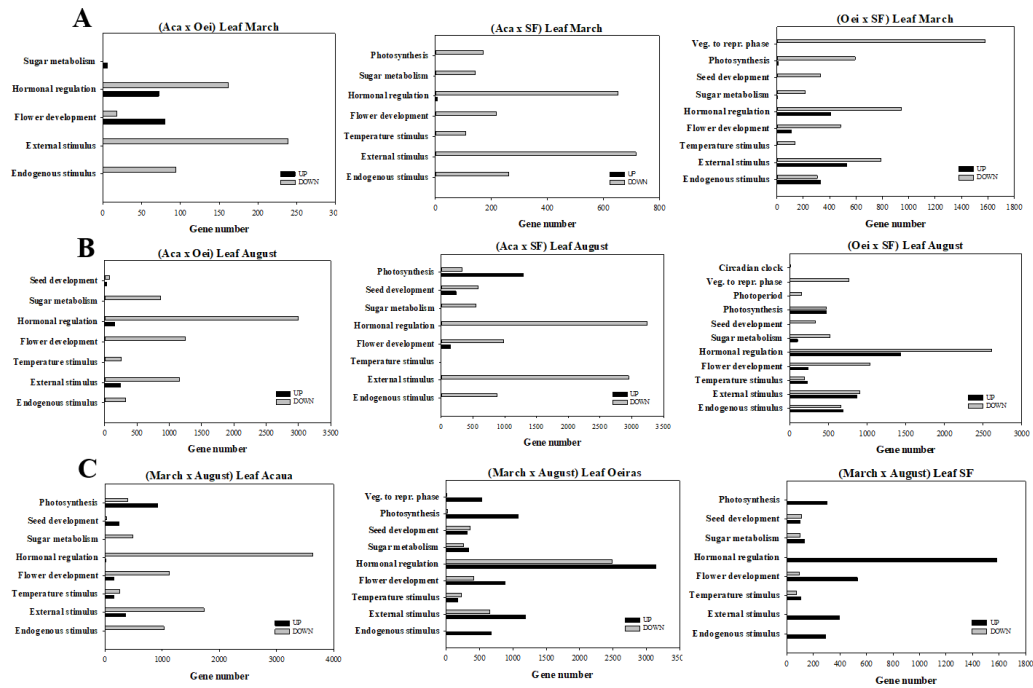 A
(Aca x Oei) Leaf March
Sugar metabolism
Hormonal regulation
Flower development
External stimulus
Endogenous stimulus
UP
DOWN
0 50 100 150 200 250 30
Gene number
(Aca x SF) Leaf March
Photosynthesis
Sugar metabolism
Hormonal regulation
Flower development
Temperature stimulus
External stimulus
Endogenous stimulus
UP
DOWN
0 200 400 600 800
Gene number
(Oei x SF) Leaf March
Veg. to repr. phase
Photosynthesis
Seed development
Sugar metabolism
Hormonal regulation
Flower development
Temperature stimulus
External stimulus
Endogenous stimulus
UP
DOWN
0 200 400 600 800 1000 1200 1400 1600 1800
Gene number
B
(Aca x Oei) Leaf August
Seed development
Sugar metabolism
Hormonal regulation
Flower development
Temperature stimulus
External stimulus
Endogenous stimulus
UP
DOWN
0 500 1000 1500 2000 2500 3000 3500
Gene number
(Aca x SF) Leaf August
Photosynthesis
Seed development
Sugar metabolism
Hormonal regulation
Flower development
Temperature stimulus
External stimulus
Endogenous stimulus
UP
DOWN
0 500 1000 1500 2000 2500 3000 3500
Gene number
(Oei x SF) Leaf August
Circadian clock
Veg. to repr. phase
Photoperiod
Photosynthesis
Seed development
Sugar metabolism
Hormonal regulation
Flower development
Temperature stimulus
External stimulus
Endogenous stimulus
UP
DOWN
0 500 1000 1500 2000 2500 3000
Gene number
C
(March x August) Leaf Acaua
Photosynthesis
Seed development
Sugar metabolism
Hormonal regulation
Flower development
Temperature stimulus
External stimulus
Endogenous stimulus
UP
DOWN
0 1000 2000 3000 4000
Gene number
(March x August) Leaf Oeiras
Veg. to repr. phase
Photosynthesis
Seed development
Sugar metabolism
Hormonal regulation
Flower development
Temperature stimulus
External stimulus
Endogenous stimulus
UP
DOWN
0 500 1000 1500 2000 2500 3000 350
Gene number
(March x August) Leaf SF
Photosynthesis
Seed development
Sugar metabolism
Hormonal regulation
Flower development
Temperature stimulus
External stimulus
Endogenous stimulus
UP
DOWN
0 200 400 600 800 1000 1200 1400 1600 1800
Gene number